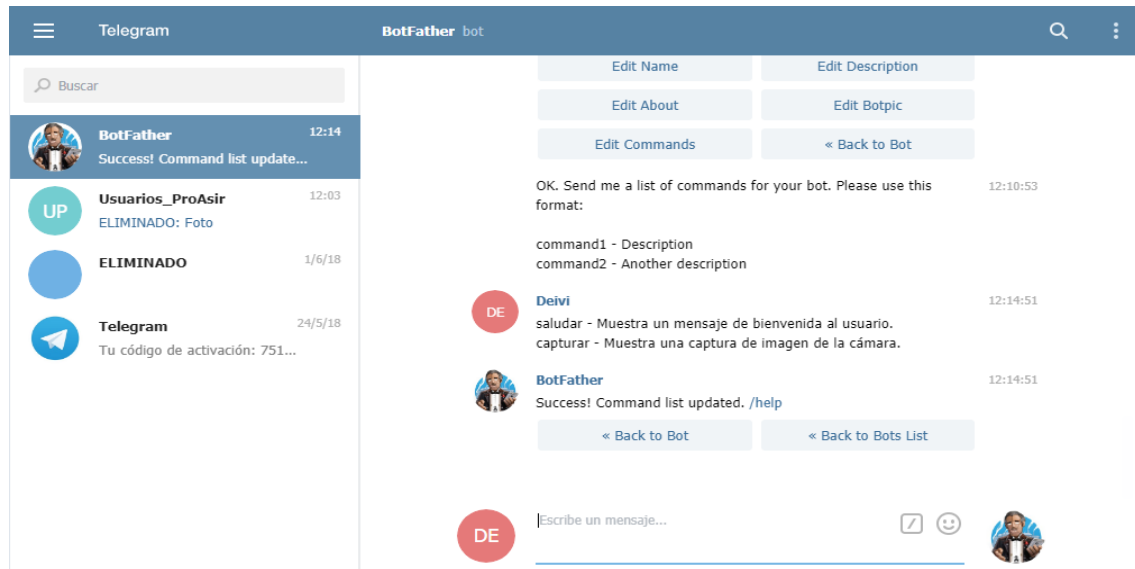 Telegram
BotFather bot
Buscar
BotFather 12:14
Success! Command list update...
UP
Usuarios_ProAsir 12:03
ELIMINADO: Foto
ELIMINADO 1/6/18
Telegram 24/5/18
Tu código de activación: 751...
Edit Name Edit Description
Edit About Edit Botpic
Edit Commands « Back to Bot
OK. Send me a list of commands for your bot. Please use this 12:10:53
format:
command1 - Description
command2 - Another description
DE
Deivi 12:14:51
saludar - Muestra un mensaje de bienvenida al usuario.
capturar - Muestra una captura de imagen de la cámara.
BotFather 12:14:51
Success! Command list updated. /help
« Back to Bot « Back to Bots List
DE
Escribe un mensaje...